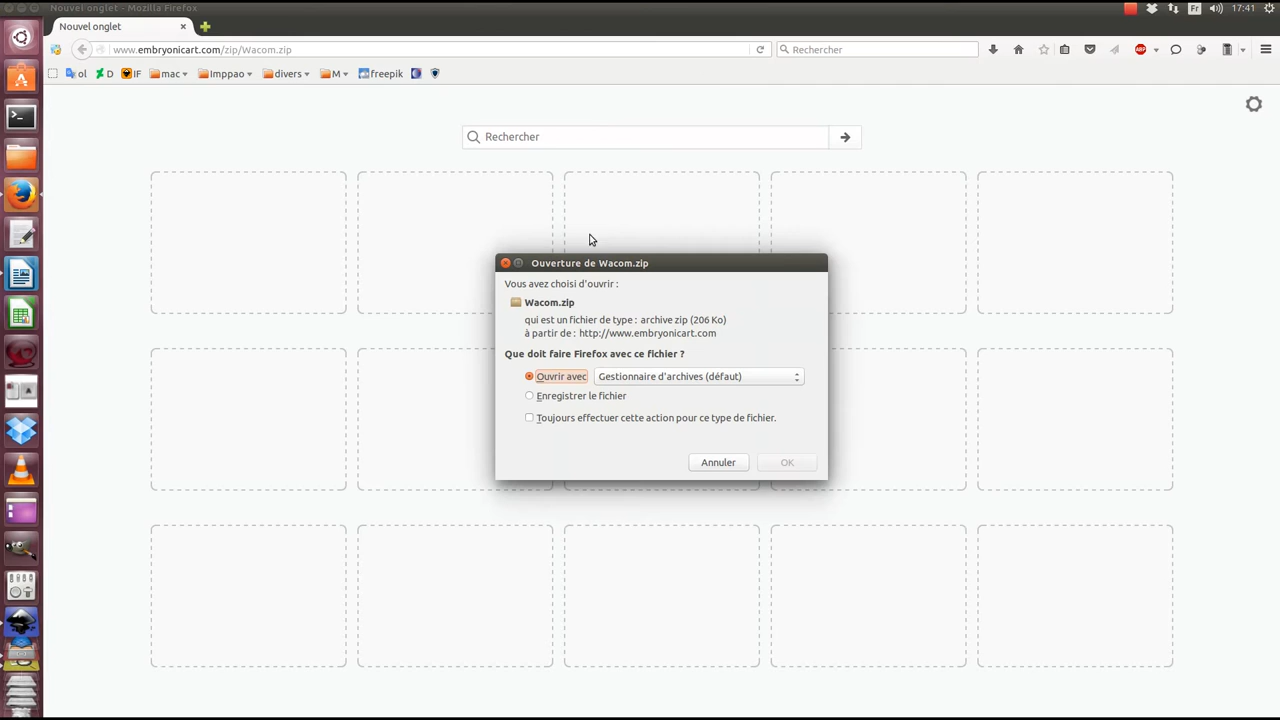 Nouvel onglet - Mozilla Firefox
Fr
17:41
Nouvel onglet
www.embryonicart.com/zip/Wacom.zip
Rechercher
ABP
ol
D
IF
mac
Imppao
divers
M
freepik
Rechercher
Ouverture de Wacom.zip
Vous avez choisi d'ouvrir :
Wacom.zip
qui est un fichier de type : archive zip (206 Ko)
à partir de : http://www.embryonicart.com
Que doit faire Firefox avec ce fichier ?
Ouvrir avec
Gestionnaire d'archives (défaut)
Enregistrer le fichier
Toujours effectuer cette action pour ce type de fichier.
Annuler
OK